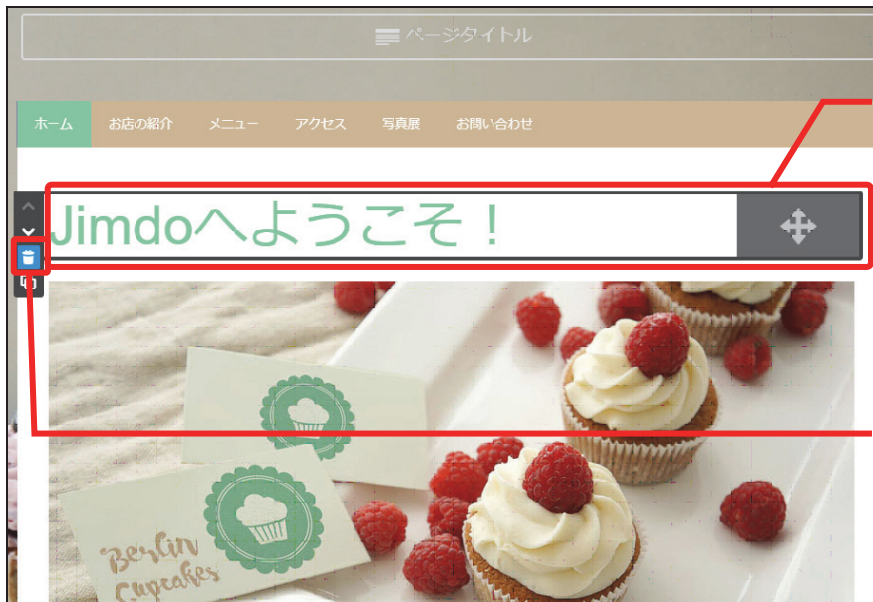 ページタイトル
ホーム お店の紹介 メニュー アクセス 写真展 お問い合わせ
Jimdoへようこそ！
Berlin
Cupcakes